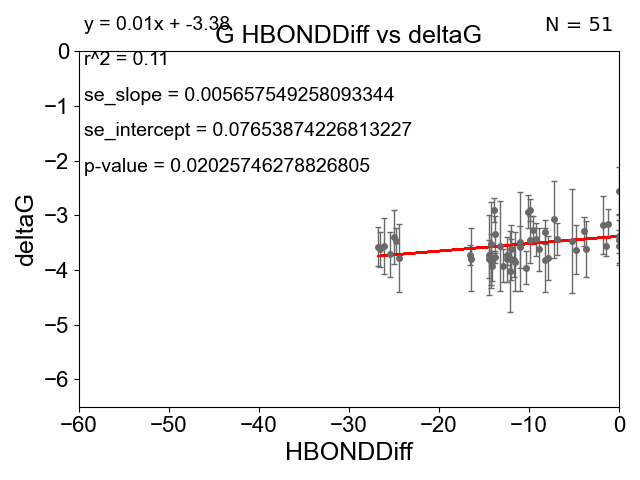 y = 0.01x + -3.38
N = 51
G HBONDDiff vs deltaG
r^2 = 0.11
se_slope = 0.005657549258093344
se_intercept = 0.07653874226813227
p-value = 0.02025746278826805
0
−1
−2
−3
−4
−5
−6
deltaG
−60 −50 −40 −30 −20 −10 0
HBONDDiff